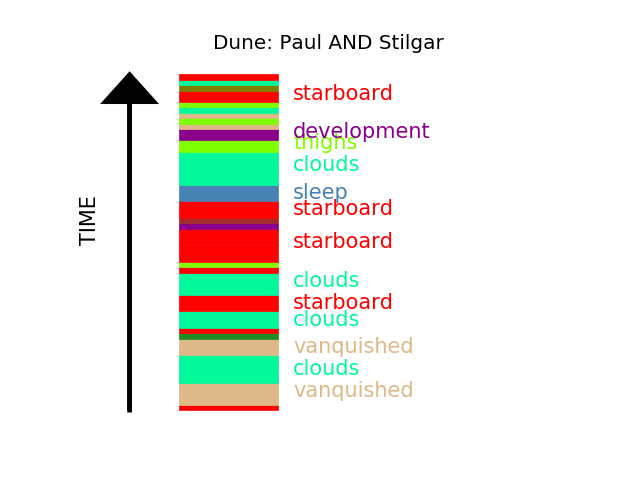 Dune: Paul AND Stilgar
TIME
starboard
development
thighs
clouds
sleep
starboard
starboard
clouds
starboard
clouds
vanquished
clouds
vanquished